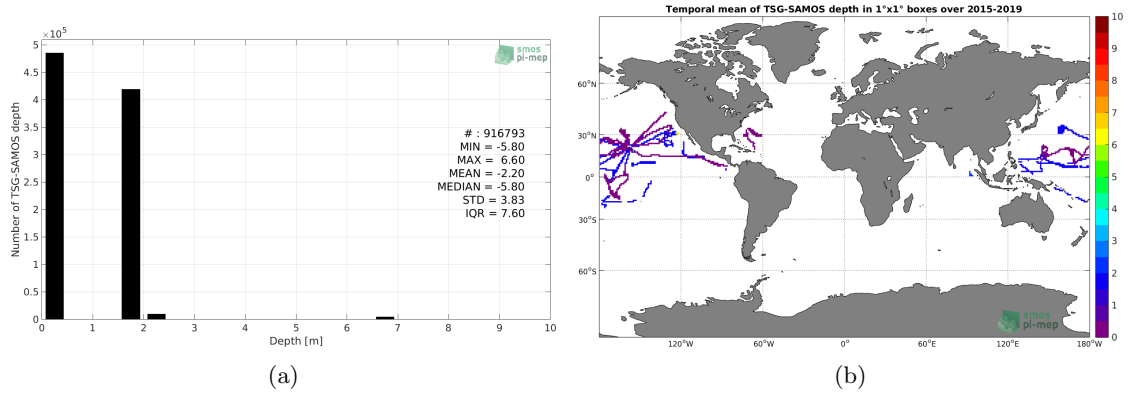 ×10⁵
5
4.5
4
3.5
3
2.5
2
1.5
1
0.5
0
Number of TSG-SAMOS depth
smos
pi-mep
# : 916793
MIN = -5.80
MAX = 6.60
MEAN = -2.20
MEDIAN = -5.80
STD = 3.83
IQR = 7.60
0 1 2 3 4 5 6 7 8 9 10
Depth [m]
(a)
Temporal mean of TSG-SAMOS depth in 1°x1° boxes over 2015-2019
60°N
30°N
0°
30°S
60°S
120°W 60°W 0° 60°E 120°E 180°W
smos
pi-mep
10
9
8
7
6
5
4
3
2
1
0
(b)